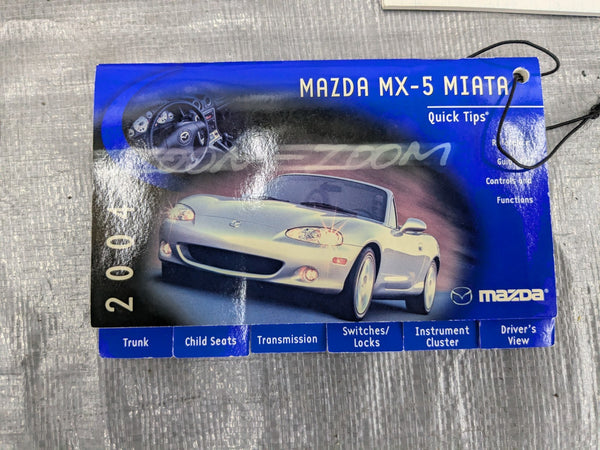 MAZDA MX-5 MIATA
Quick Tips®
Controls and
Functions
ZOOM-ZOOM
2004
mazda
Trunk
Child Seats
Transmission
Switches/
Locks
Instrument
Cluster
Driver's
View